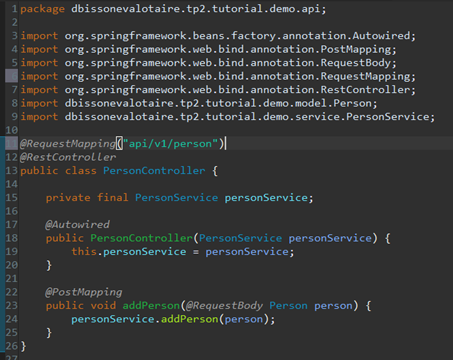 1 package dbissonevalotaire.tp2.tutorial.demo.api;
2
3 import org.springframework.beans.factory.annotation.Autowired;
4 import org.springframework.web.bind.annotation.PostMapping;
5 import org.springframework.web.bind.annotation.RequestBody;
6 import org.springframework.web.bind.annotation.RequestMapping;
7 import org.springframework.web.bind.annotation.RestController;
8 import dbissonevalotaire.tp2.tutorial.demo.model.Person;
9 import dbissonevalotaire.tp2.tutorial.demo.service.PersonService;
10
11 @RequestMapping("api/v1/person")
12 @RestController
13 public class PersonController {
14
15     private final PersonService personService;
16
17     @Autowired
18     public PersonController(PersonService personService) {
19         this.personService = personService;
20     }
21
22     @PostMapping
23     public void addPerson(@RequestBody Person person) {
24         personService.addPerson(person);
25     }
26 }
27